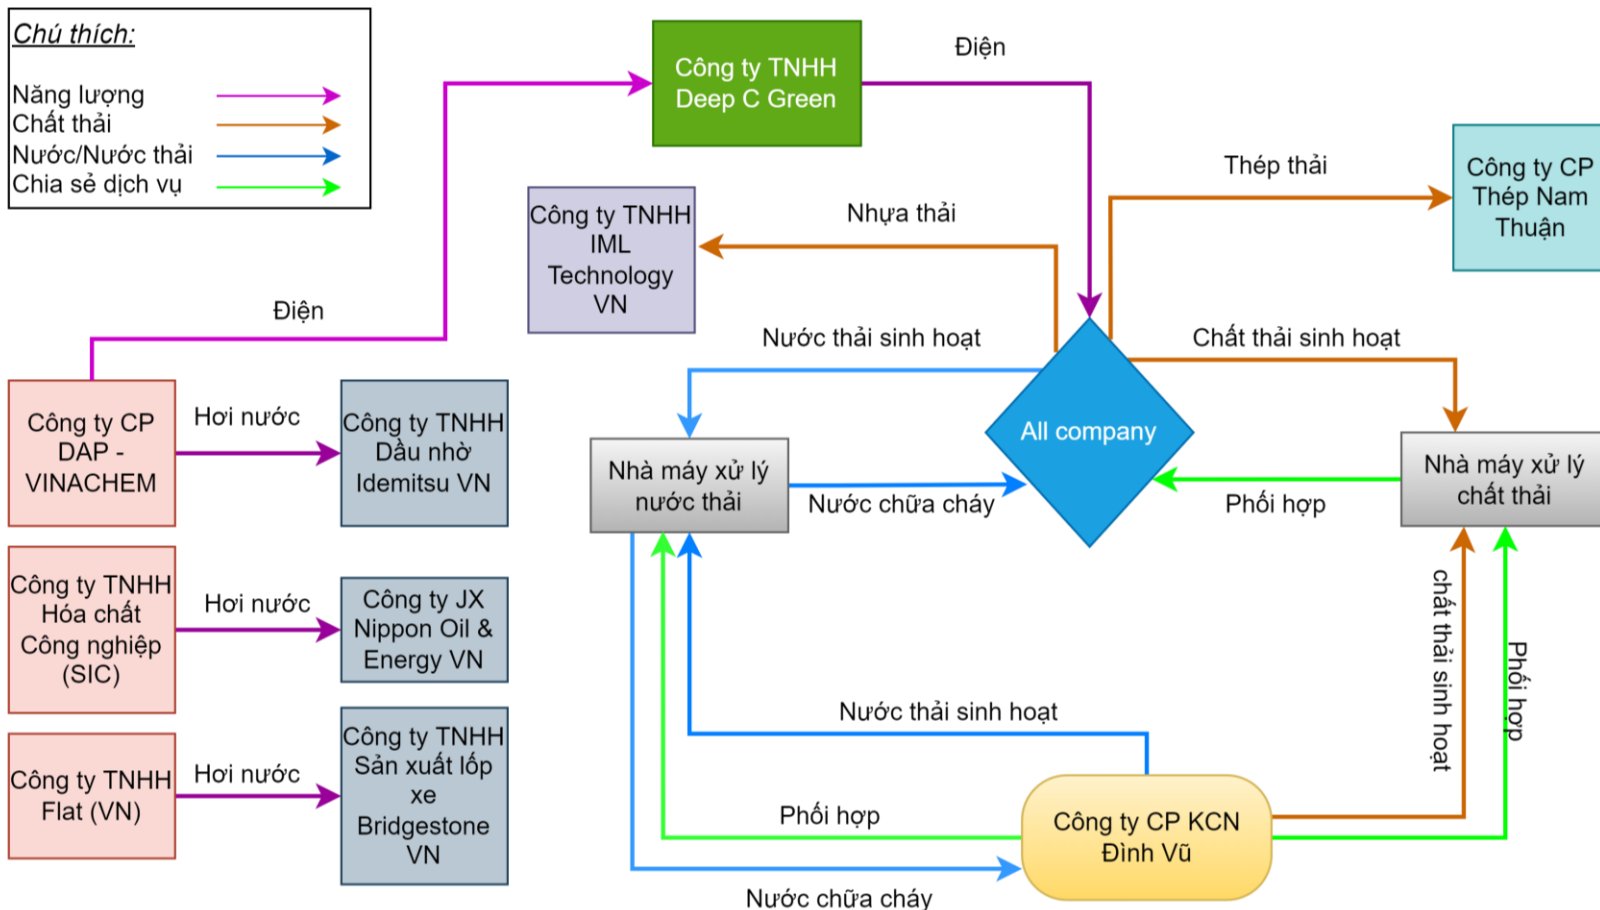 Chú thích:
Năng lượng
Chất thải
Nước/Nước thải
Chia sẻ dịch vụ
Công ty TNHH
Deep C Green
Điện
Công ty CP
Thép Nam
Thuận
Thép thải
Công ty TNHH
IML
Technology
VN
Nhựa thải
Điện
Nước thải sinh hoạt
Chất thải sinh hoạt
Công ty CP
DAP -
VINACHEM
Hơi nước
Công ty TNHH
Dầu nhờ
Idemitsu VN
All company
Nhà máy xử lý
nước thải
Nước chữa cháy
Phối hợp
Nhà máy xử lý
chất thải
Công ty TNHH
Hóa chất
Công nghiệp
(SIC)
Hơi nước
Công ty JX
Nippon Oil &
Energy VN
chất thải sinh hoạt
Phối hợp
Nước thải sinh hoạt
Công ty TNHH
Flat (VN)
Hơi nước
Công ty TNHH
Sản xuất lốp
xe
Bridgestone
VN
Phối hợp
Công ty CP KCN
Đình Vũ
Nước chữa cháy